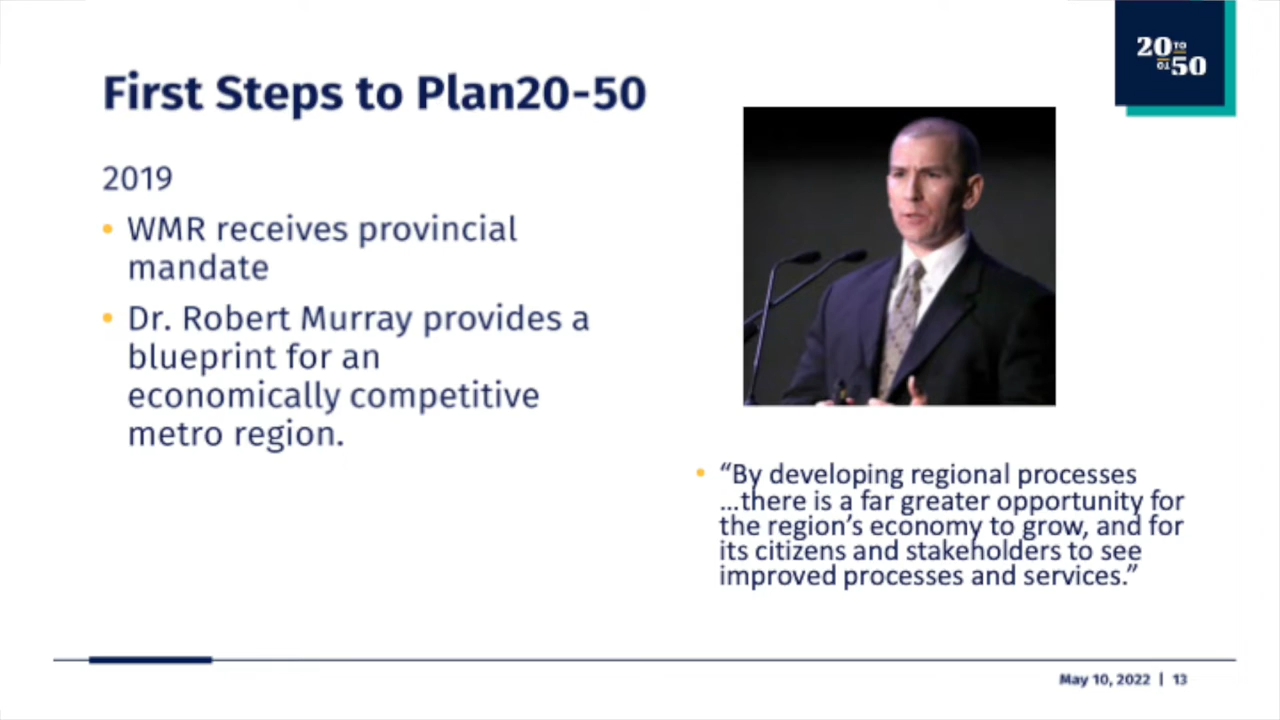 20 TO
TO 50
First Steps to Plan20-50
2019
• WMR receives provincial
mandate
• Dr. Robert Murray provides a
blueprint for an
economically competitive
metro region.
• “By developing regional processes
...there is a far greater opportunity for
the region’s economy to grow, and for
its citizens and stakeholders to see
improved processes and services.”
May 10, 2022 | 13